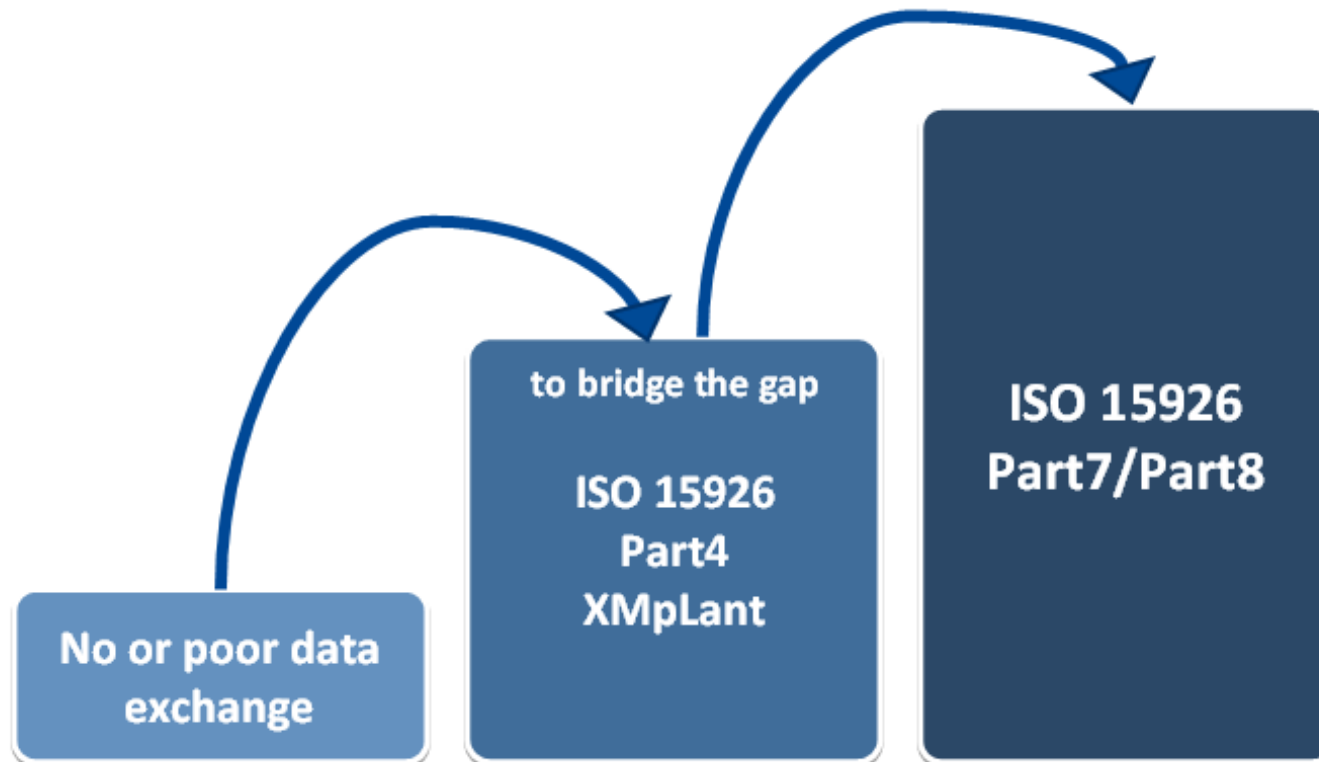 No or poor data
exchange
to bridge the gap
ISO 15926
Part4
XMpLant
ISO 15926
Part7/Part8